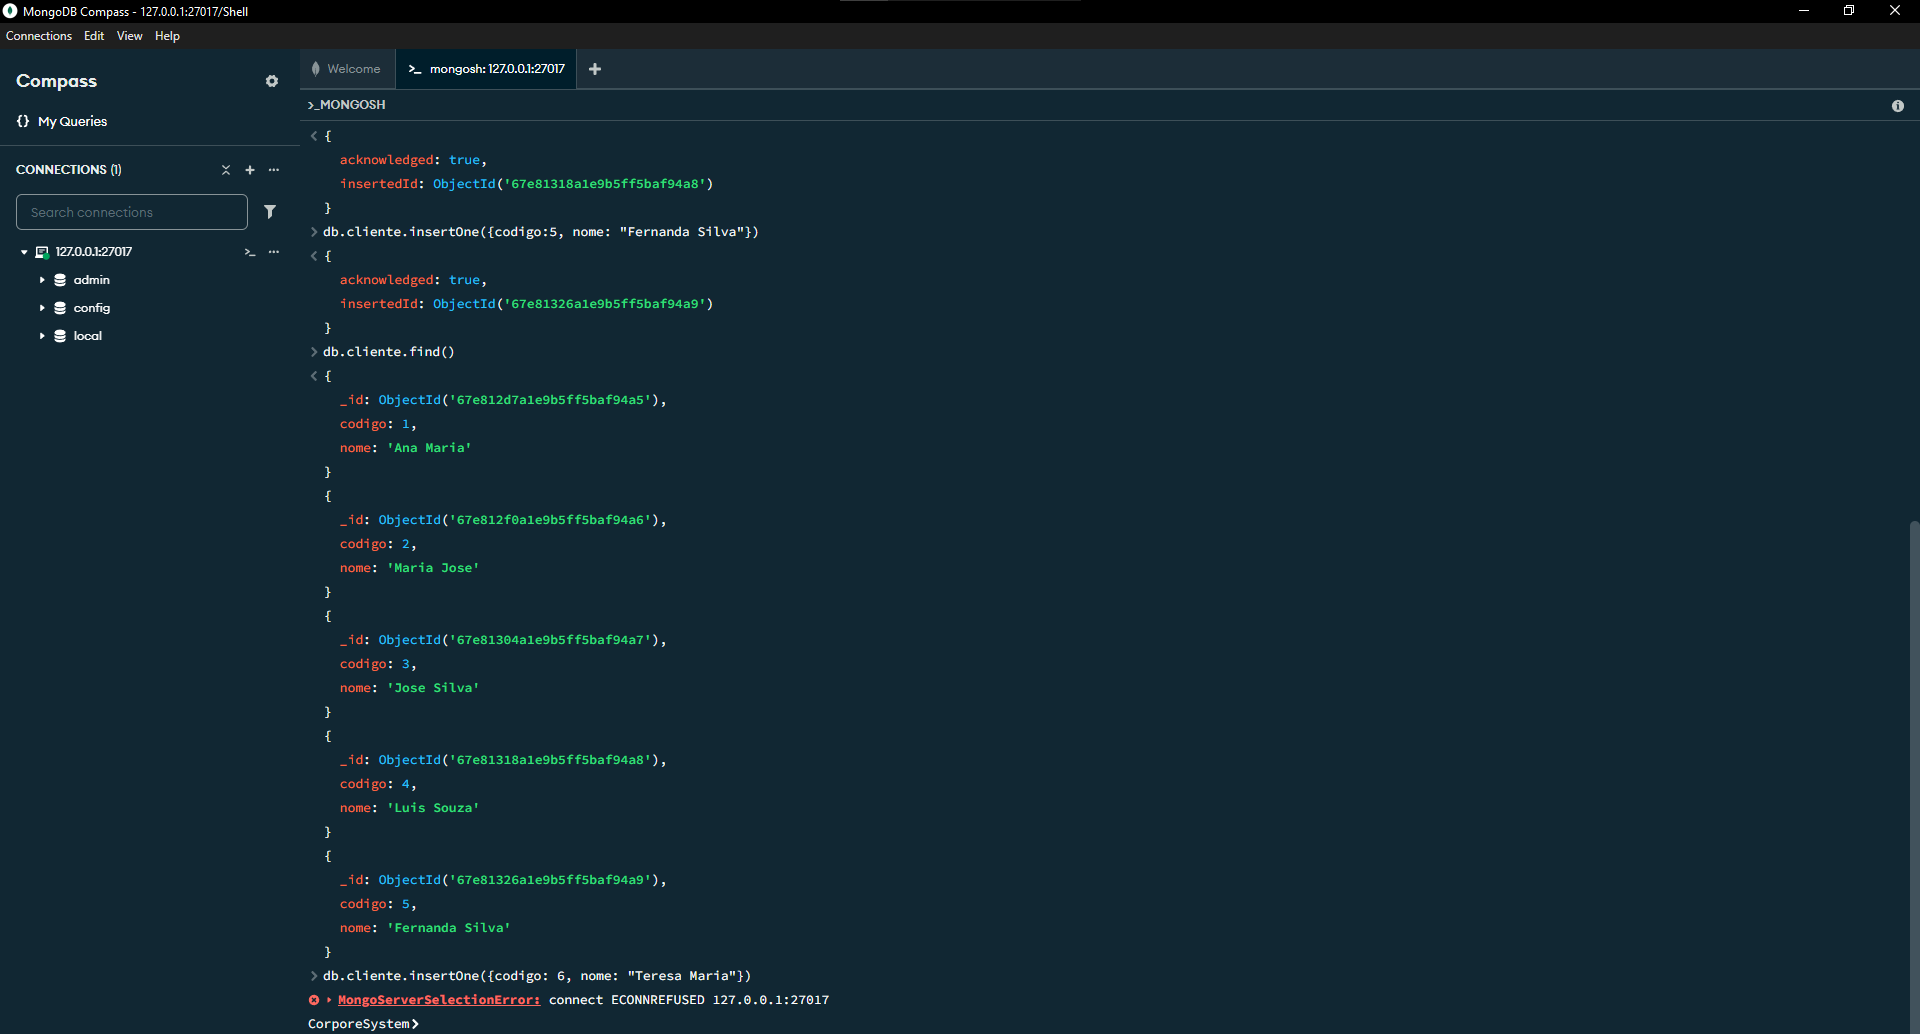 MongoDB Compass - 127.0.0.1:27017/Shell
Connections Edit View Help
Compass
My Queries
CONNECTIONS (1)
Search connections
127.0.0.1:27017
admin
config
local
Welcome
>_ mongosh: 127.0.0.1:27017
>_MONGOSH
< {
acknowledged: true,
insertedId: ObjectId('67e81318a1e9b5ff5baf94a8')
}
> db.cliente.insertOne({codigo:5, nome: "Fernanda Silva"})
< {
acknowledged: true,
insertedId: ObjectId('67e81326a1e9b5ff5baf94a9')
}
> db.cliente.find()
< {
_id: ObjectId('67e812d7a1e9b5ff5baf94a5'),
codigo: 1,
nome: 'Ana Maria'
}
{
_id: ObjectId('67e812f0a1e9b5ff5baf94a6'),
codigo: 2,
nome: 'Maria Jose'
}
{
_id: ObjectId('67e81304a1e9b5ff5baf94a7'),
codigo: 3,
nome: 'Jose Silva'
}
{
_id: ObjectId('67e81318a1e9b5ff5baf94a8'),
codigo: 4,
nome: 'Luis Souza'
}
{
_id: ObjectId('67e81326a1e9b5ff5baf94a9'),
codigo: 5,
nome: 'Fernanda Silva'
}
> db.cliente.insertOne({codigo: 6, nome: "Teresa Maria"})
MongoServerSelectionError: connect ECONNREFUSED 127.0.0.1:27017
CorporeSystem>